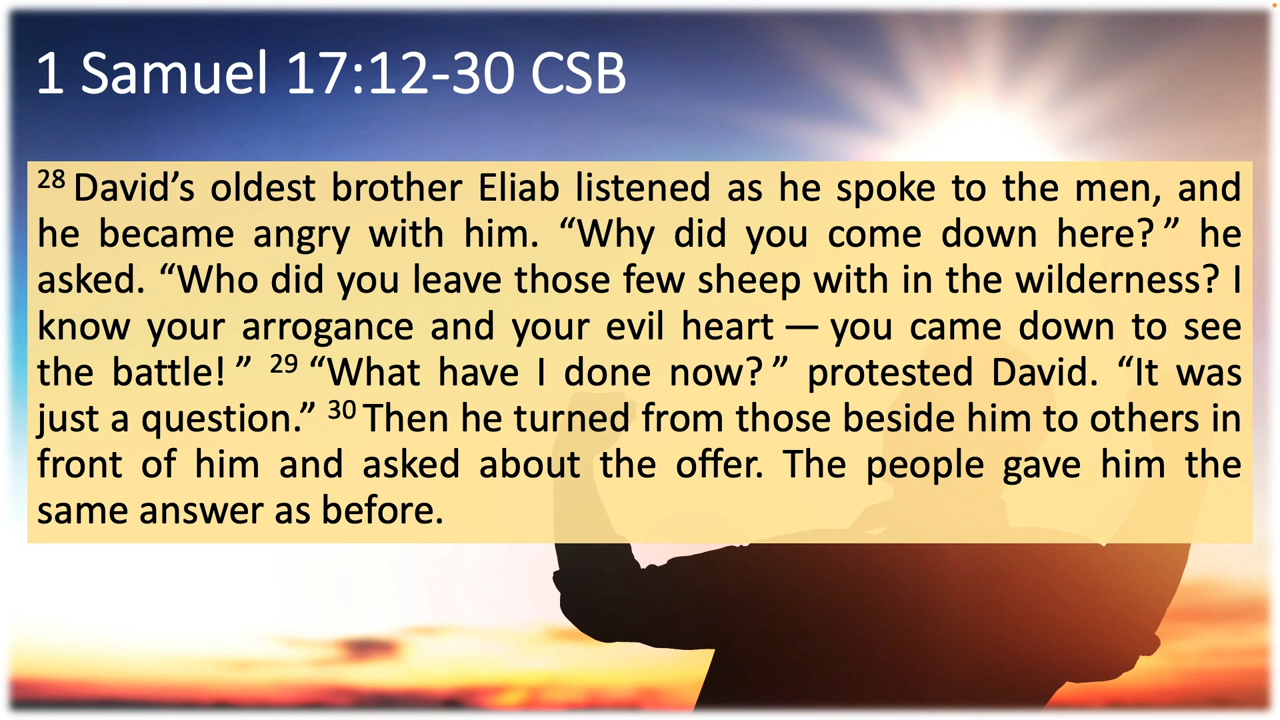 1 Samuel 17:12-30 CSB
28 David’s oldest brother Eliab listened as he spoke to the men, and
he became angry with him. “Why did you come down here? ” he
asked. “Who did you leave those few sheep with in the wilderness? I
know your arrogance and your evil heart — you came down to see
the battle! ” 29 “What have I done now? ” protested David. “It was
just a question.” 30 Then he turned from those beside him to others in
front of him and asked about the offer. The people gave him the
same answer as before.